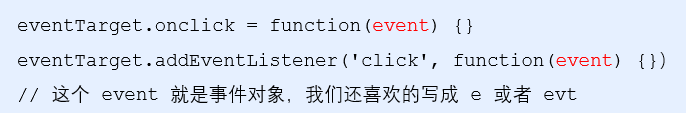 eventTarget.onclick = function(event) {}
eventTarget.addEventListener('click', function(event) {})
// 这个 event 就是事件对象，我们还喜欢的写成 e 或者 evt